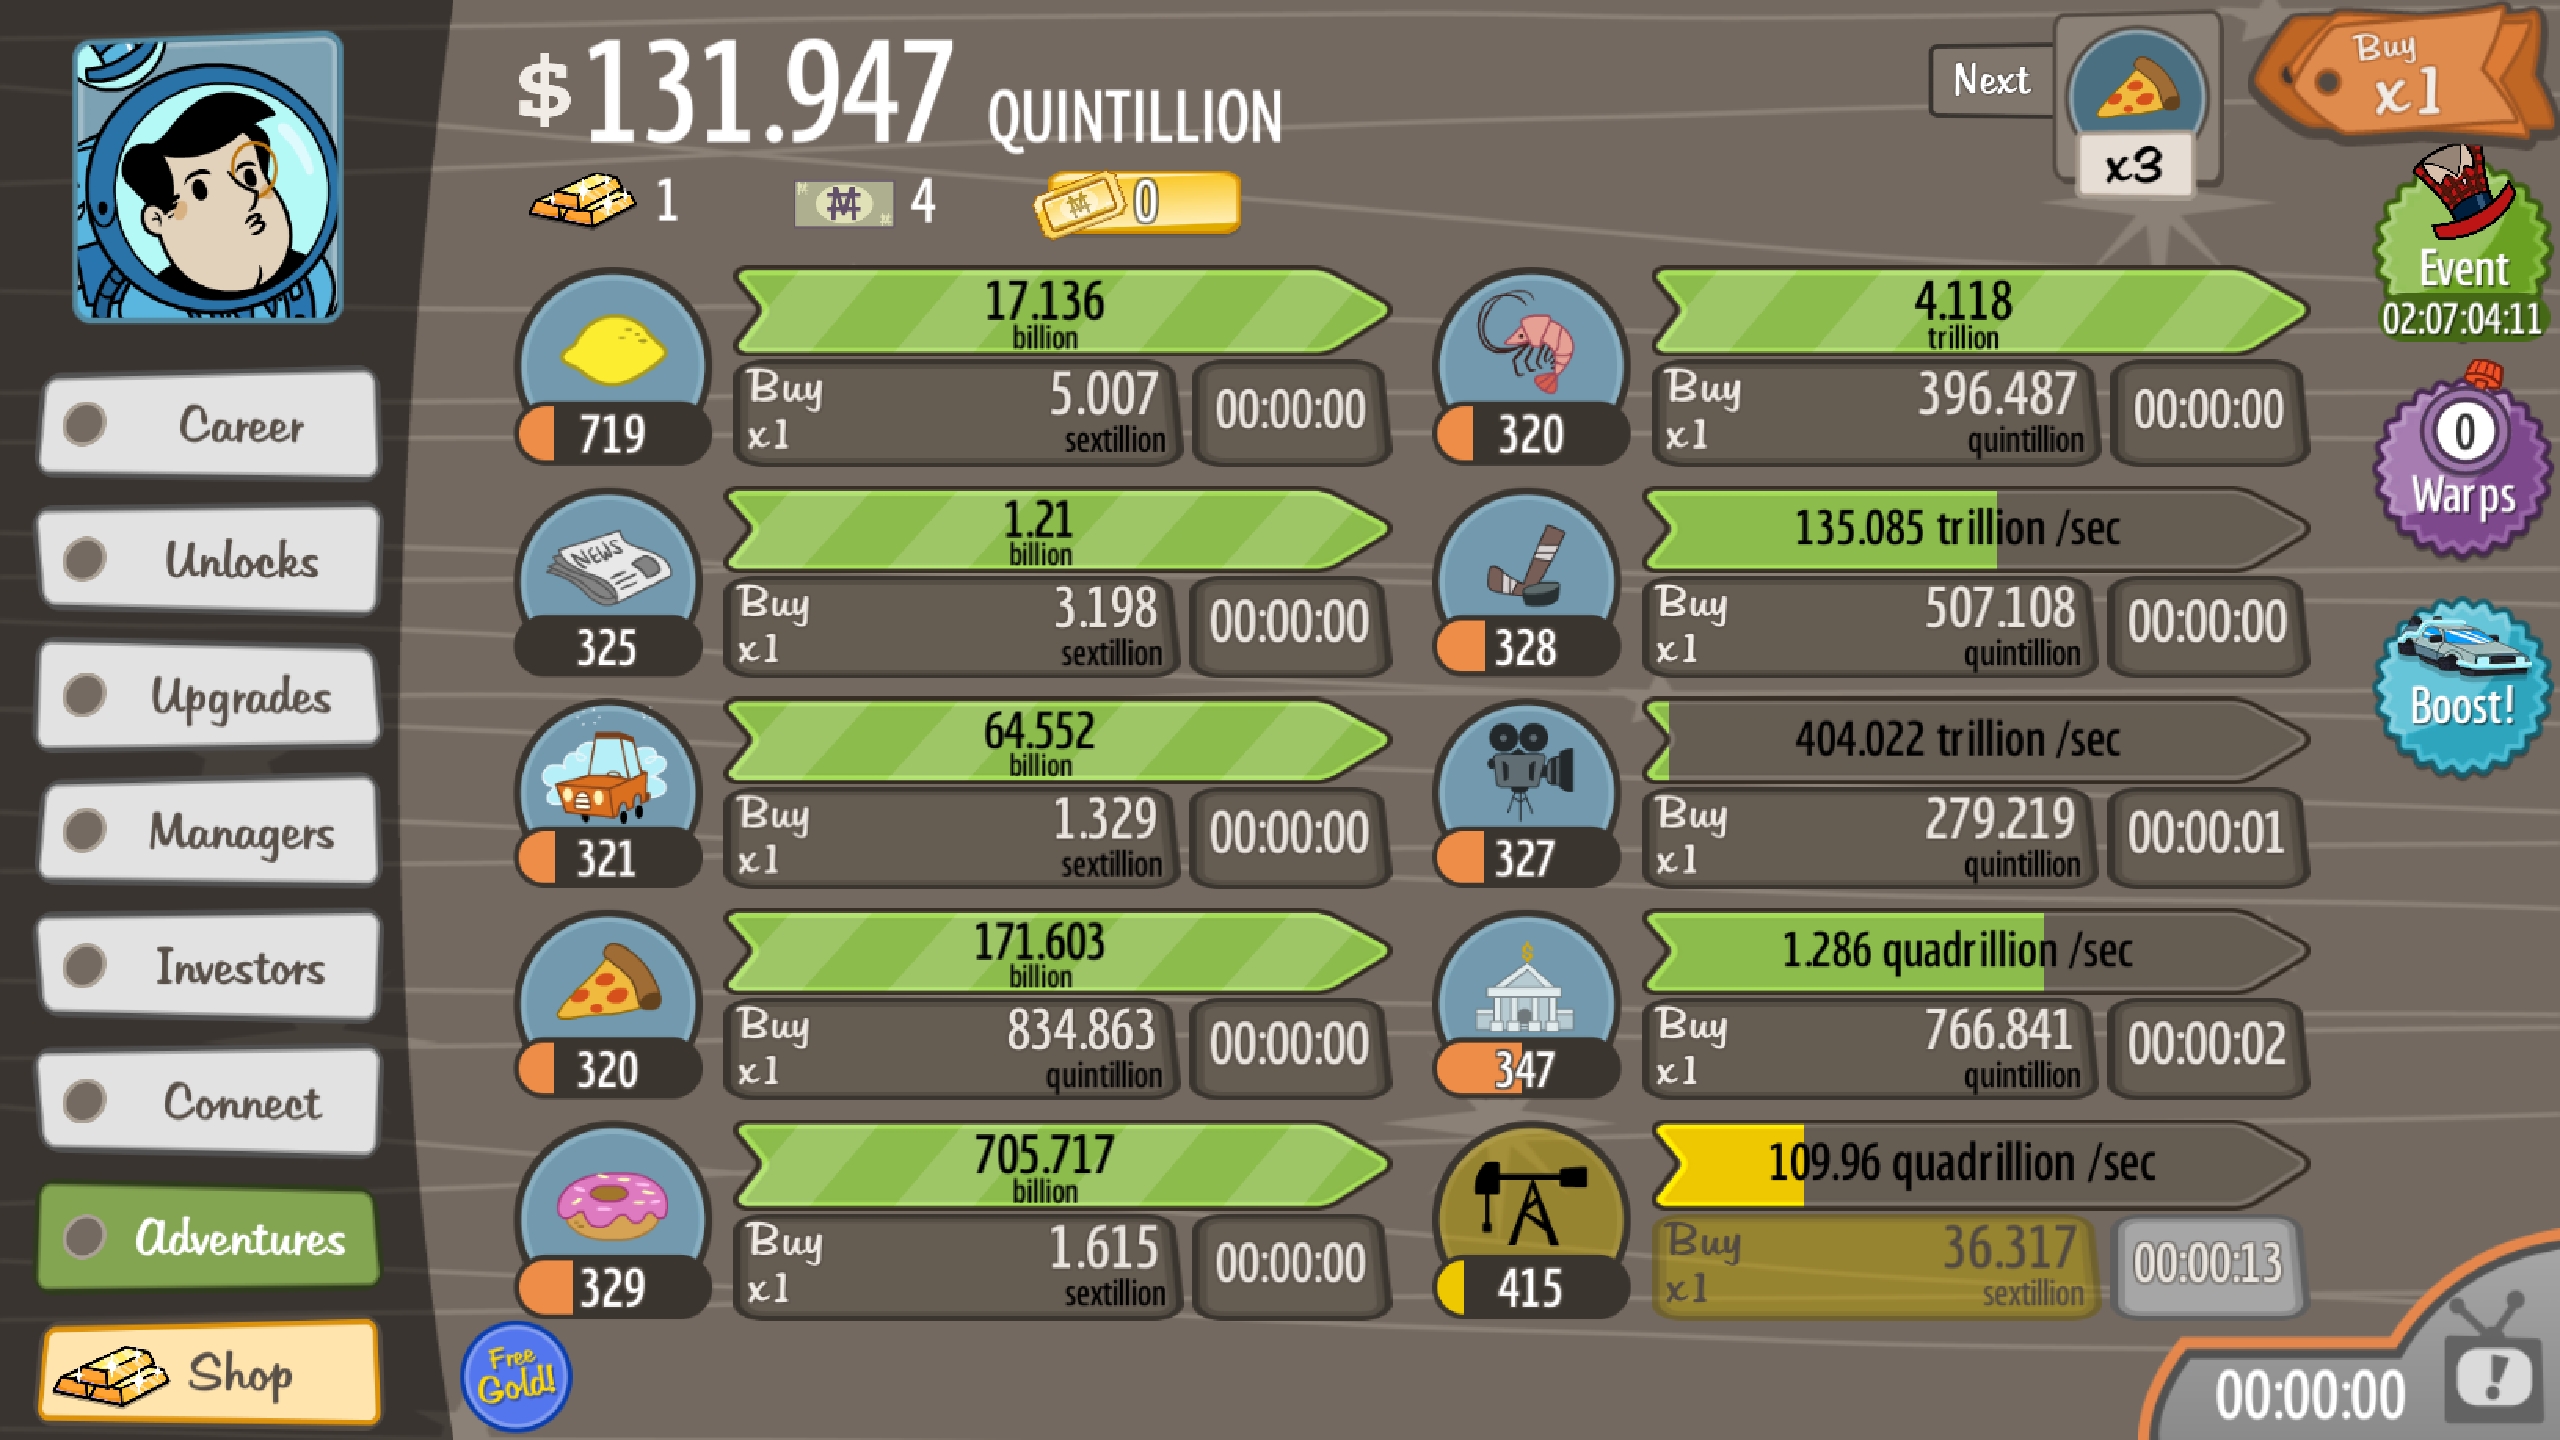 $131.947 QUINTILLION
1
4
0
Next
x3
Buy
x1
Event
02:07:04:11
0
Warps
Boost!
Career
Unlocks
Upgrades
Managers
Investors
Connect
Adventures
Shop
17.136
billion
719
Buy
x1
5.007
sextillion
00:00:00
NEWS
1.21
billion
325
Buy
x1
3.198
sextillion
00:00:00
64.552
billion
321
Buy
x1
1.329
sextillion
00:00:00
171.603
billion
320
Buy
x1
834.863
quintillion
00:00:00
705.717
billion
329
Buy
x1
1.615
sextillion
00:00:00
4.118
trillion
320
Buy
x1
396.487
quintillion
00:00:00
135.085 trillion /sec
328
Buy
x1
507.108
quintillion
00:00:00
404.022 trillion /sec
327
Buy
x1
279.219
quintillion
00:00:01
1.286 quadrillion /sec
347
Buy
x1
766.841
quintillion
00:00:02
109.96 quadrillion /sec
415
Buy
x1
36.317
sextillion
00:00:13
Free
Gold!
00:00:00
!